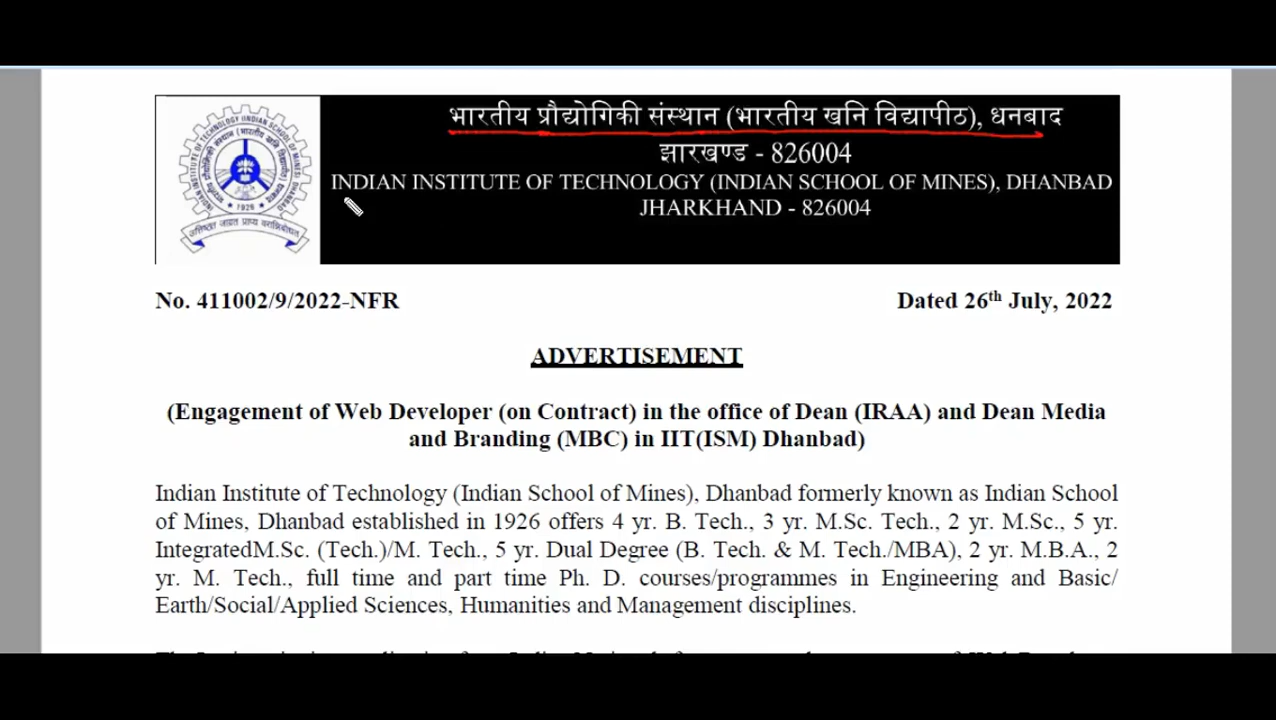 भारतीय प्रौद्योगिकी संस्थान (भारतीय खनि विद्यापीठ), धनबाद
झारखण्ड - 826004
INDIAN INSTITUTE OF TECHNOLOGY (INDIAN SCHOOL OF MINES), DHANBAD
JHARKHAND - 826004
1926
उत्तिष्ठत जाग्रत प्राप्य वरान्निबोधत
No. 411002/9/2022-NFR
Dated 26th July, 2022
ADVERTISEMENT
(Engagement of Web Developer (on Contract) in the office of Dean (IRAA) and Dean Media
and Branding (MBC) in IIT(ISM) Dhanbad)
Indian Institute of Technology (Indian School of Mines), Dhanbad formerly known as Indian School
of Mines, Dhanbad established in 1926 offers 4 yr. B. Tech., 3 yr. M.Sc. Tech., 2 yr. M.Sc., 5 yr.
IntegratedM.Sc. (Tech.)/M. Tech., 5 yr. Dual Degree (B. Tech. & M. Tech./MBA), 2 yr. M.B.A., 2
yr. M. Tech., full time and part time Ph. D. courses/programmes in Engineering and Basic/
Earth/Social/Applied Sciences, Humanities and Management disciplines.